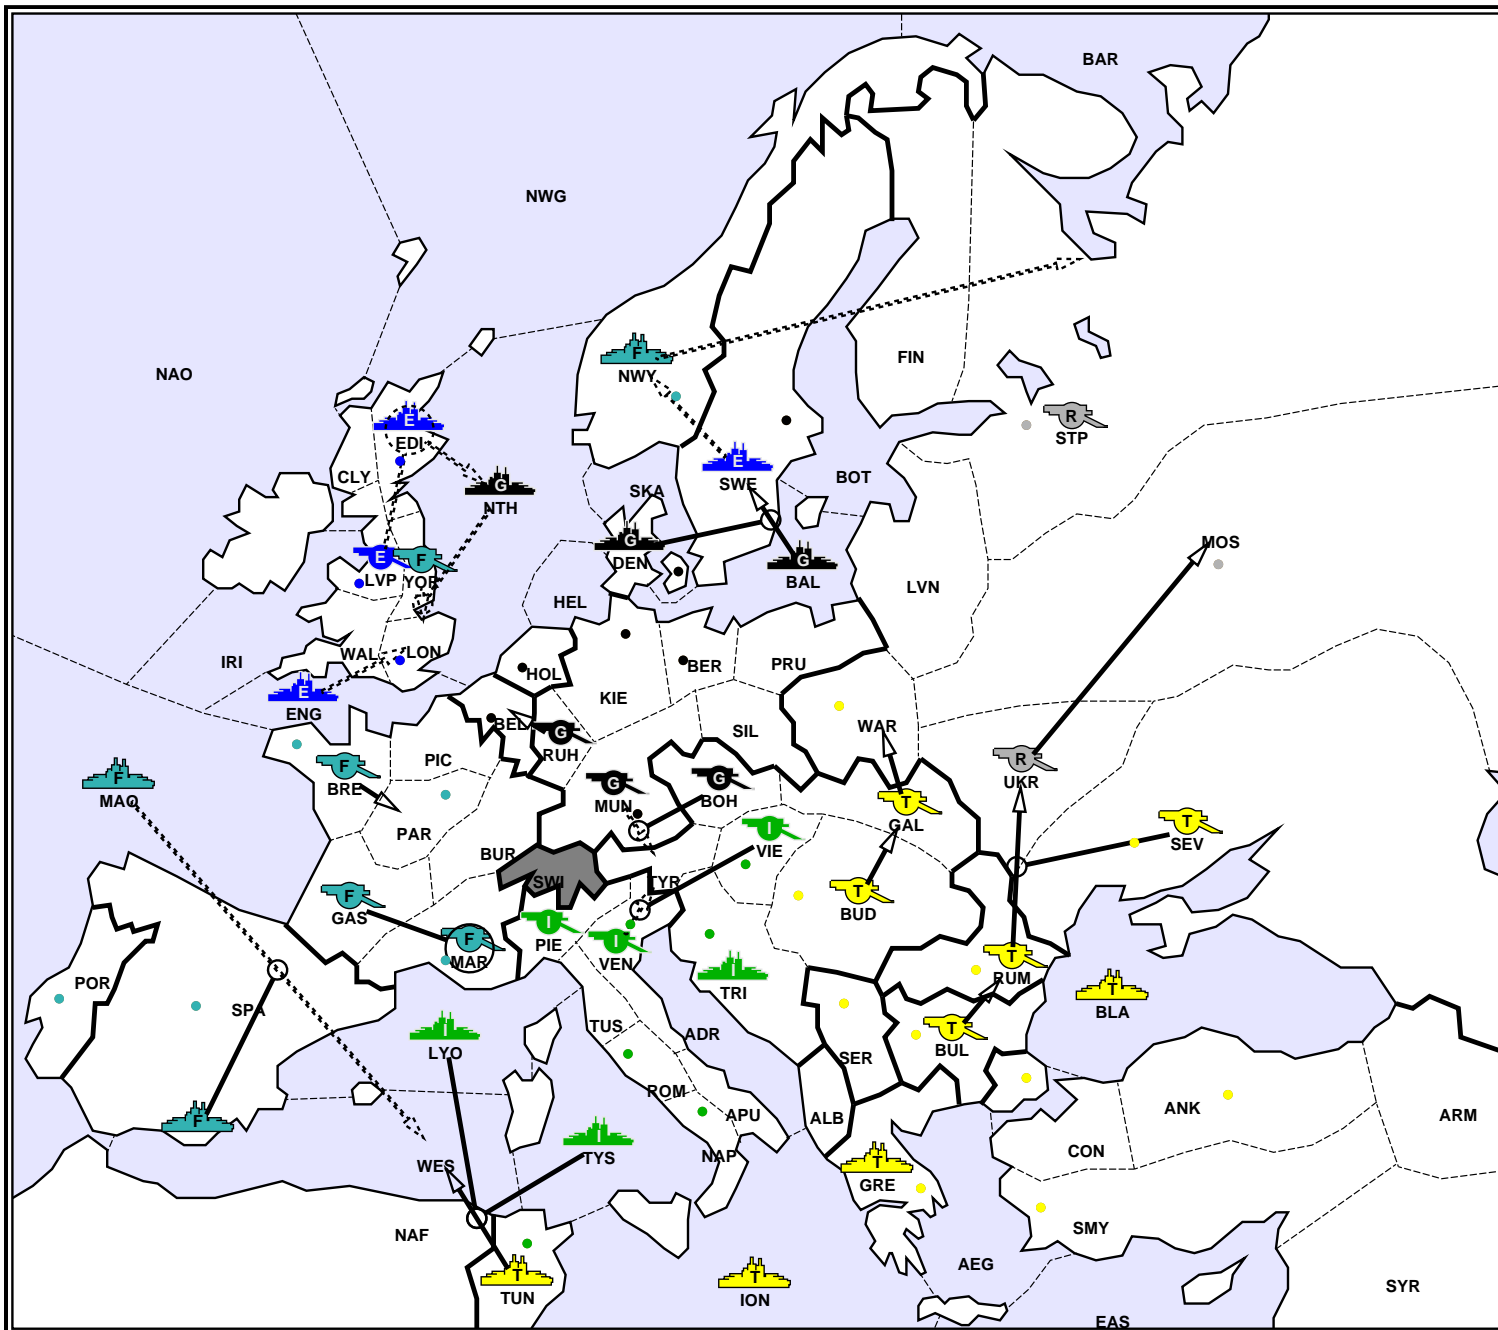 BAR
NWG
NAO
F
NWY
FIN
E
EDI
R
STP
CLY
E
SWE
BOT
SKA
G
NTH
G
DEN
G
BAL
MOS
E
LVP
F
YOR
LVN
HEL
IRI
WAL
LON
HOL
KIE
BER
PRU
E
ENG
BEL
G
RUH
WAR
PIC
SIL
R
UKR
F
BRE
F
MAO
G
MUN
G
BOH
T
GAL
T
SEV
PAR
BUR
I
VIE
SWI
TYR
F
GAS
T
BUD
I
PIE
I
VEN
F
MAR
T
RUM
I
TRI
T
BLA
POR
SPA
I
LYO
TUS
ADR
T
BUL
SER
ROM
APU
ALB
ANK
ARM
F
I
TYS
CON
WES
NAP
T
GRE
SMY
NAF
AEG
T
TUN
T
ION
SYR
EAS